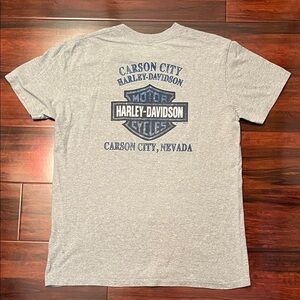 CARSON CITY
HARLEY-DAVIDSON
MOTOR
HARLEY-DAVIDSON
CYCLES
CARSON CITY, NEVADA